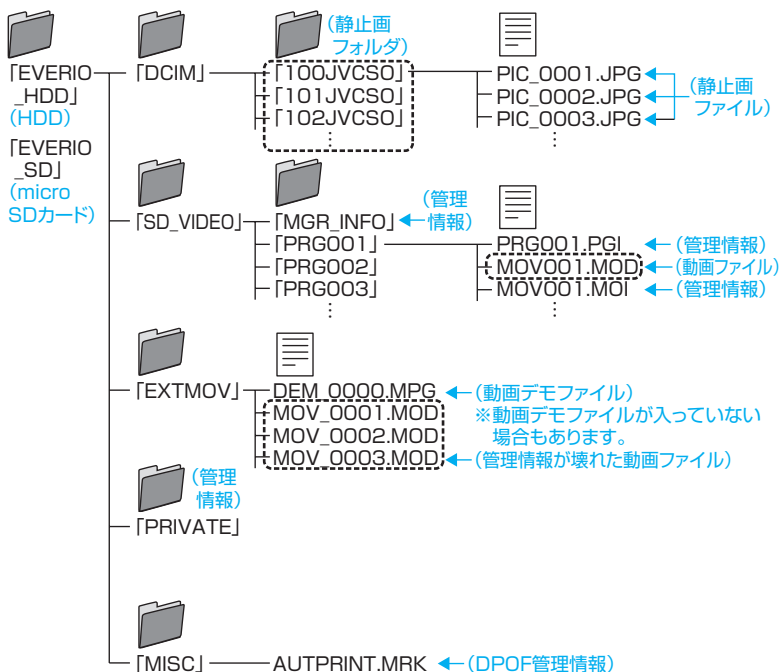 「EVERIO
_HDD」
(HDD)
「EVERIO
_SD」
(micro
SDカード)
「DCIM」
(静止画
フォルダ)
「100JVCSO」
「101JVCSO」
「102JVCSO」
⋮
PIC_0001.JPG
PIC_0002.JPG
PIC_0003.JPG
⋮
(静止画
ファイル)
「SD_VIDEO」
「MGR_INFO」
(管理
情報)
「PRG001」
「PRG002」
「PRG003」
⋮
PRG001.PGI
(管理情報)
MOV001.MOD
(動画ファイル)
MOV001.MOI
(管理情報)
⋮
「EXTMOV」
DEM_0000.MPG
(動画デモファイル)
※動画デモファイルが入っていない
場合もあります。
MOV_0001.MOD
MOV_0002.MOD
MOV_0003.MOD
(管理情報が壊れた動画ファイル)
(管理
情報)
「PRIVATE」
「MISC」
AUTPRINT.MRK
(DPOF管理情報)